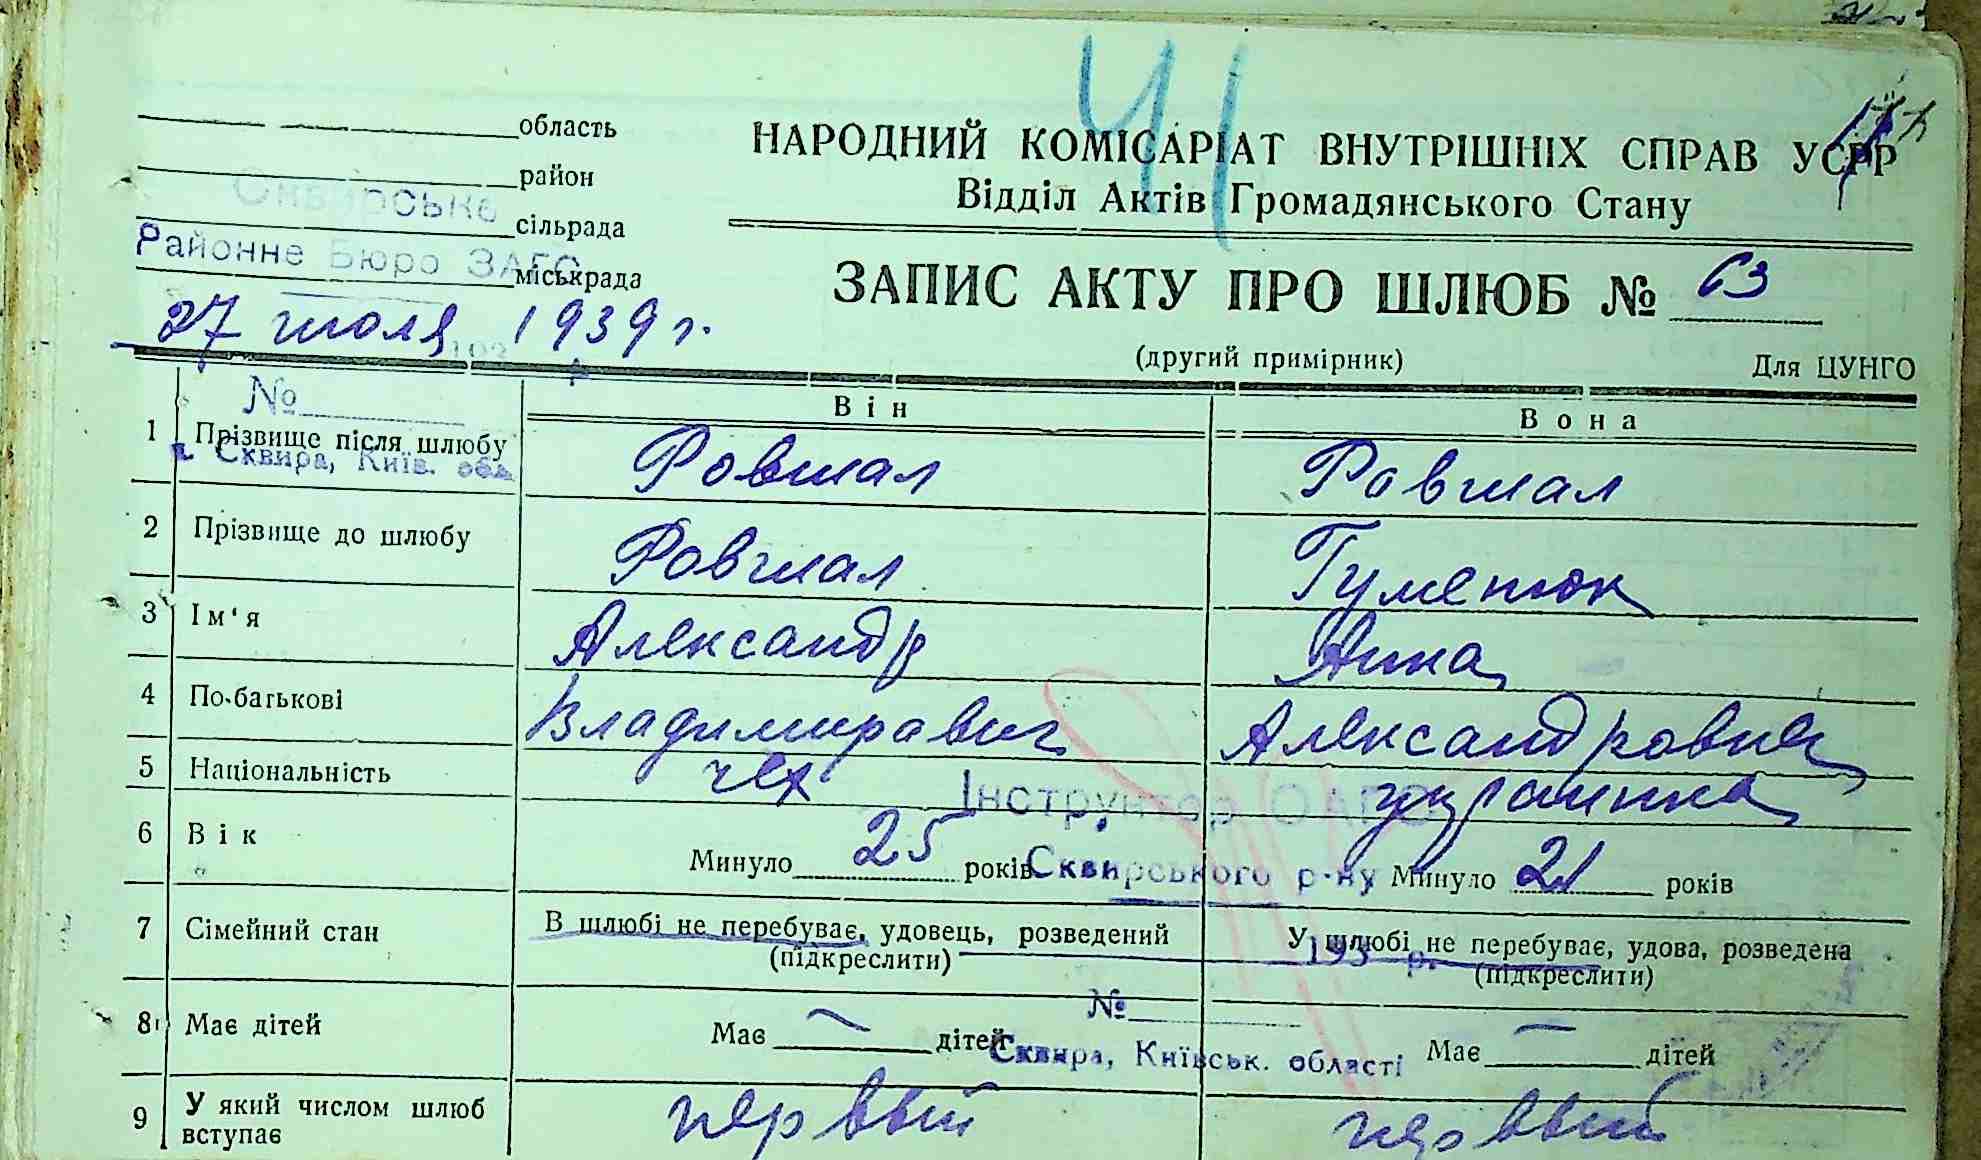 41
область
район
Сквирське
сільрада
Районне Бюро ЗАГС
міськрада
27 июля 1939 г.
НАРОДНИЙ КОМІСАРІАТ ВНУТРІШНІХ СПРАВ УСРР
Відділ Актів Громадянського Стану
ЗАПИС АКТУ ПРО ШЛЮБ № 63
(другий примірник) Для ЦУНГО
№
Він Вона
1 Прізвище після шлюбу Ровшал Ровшал
Сквира, Київ. обл
2 Прізвище до шлюбу Ровшал Гуменюк
3 Ім'я Александр Анна
4 По-батькові Владимирович Александровна
5 Національність чех украинка
Інструктор ОАГС
6 Вік Минуло 25 років Минуло 21 років
Сквирського р-ну
7 Сімейний стан В шлюбі не перебуває, удовець, розведений У шлюбі не перебуває, удова, розведена
(підкреслити) 193 р. (підкреслити)
№
8 Має дітей Має — дітей Має — дітей
Сквира, Київськ. області
9 У який числом шлюб вступає первый первый